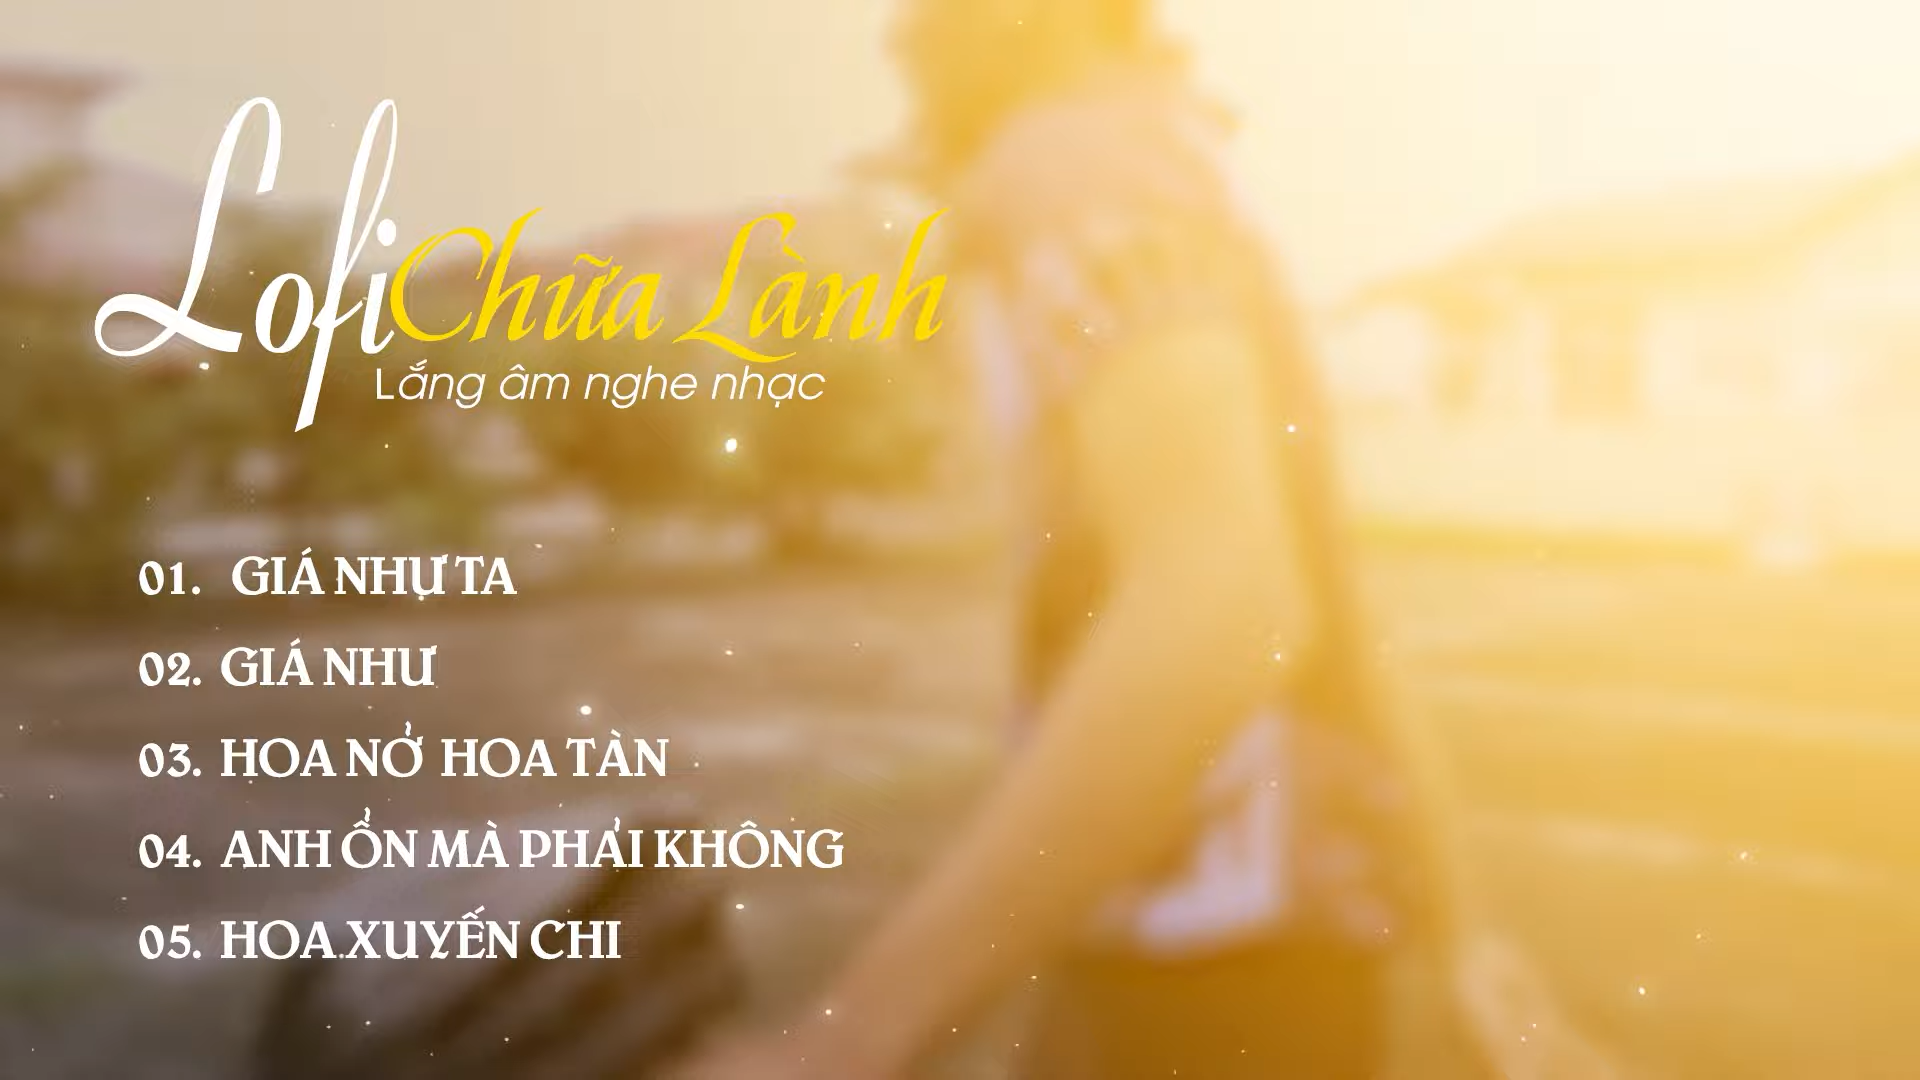 Lofi Chữa Lành
Lắng âm nghe nhạc
01. GIÁ NHƯ TA
02. GIÁ NHƯ
03. HOA NỞ HOA TÀN
04. ANH ỔN MÀ PHẢI KHÔNG
05. HOA XUYẾN CHI